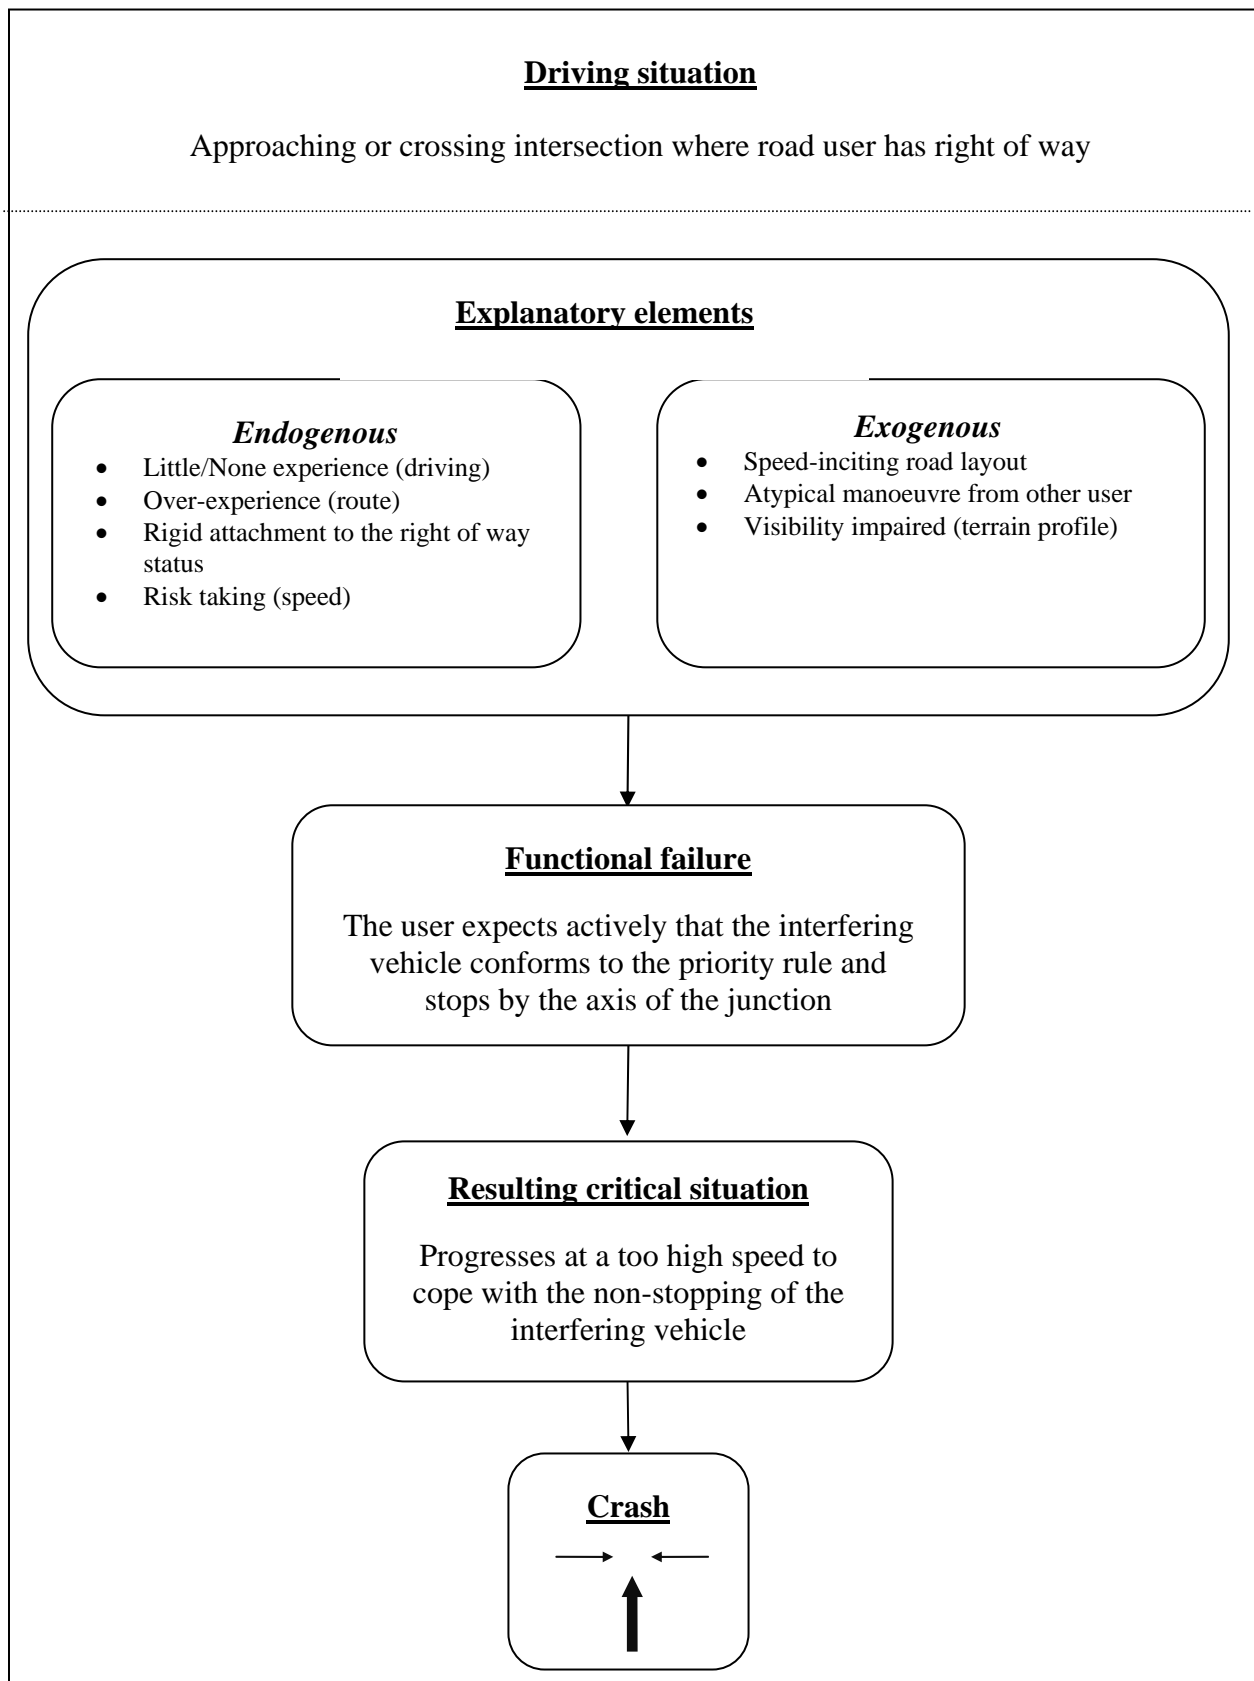 Driving situation
Approaching or crossing intersection where road user has right of way
Explanatory elements
Endogenous
• Little/None experience (driving)
• Over-experience (route)
• Rigid attachment to the right of way
status
• Risk taking (speed)
Exogenous
• Speed-inciting road layout
• Atypical manoeuvre from other user
• Visibility impaired (terrain profile)
Functional failure
The user expects actively that the interfering
vehicle conforms to the priority rule and
stops by the axis of the junction
Resulting critical situation
Progresses at a too high speed to
cope with the non-stopping of the
interfering vehicle
Crash